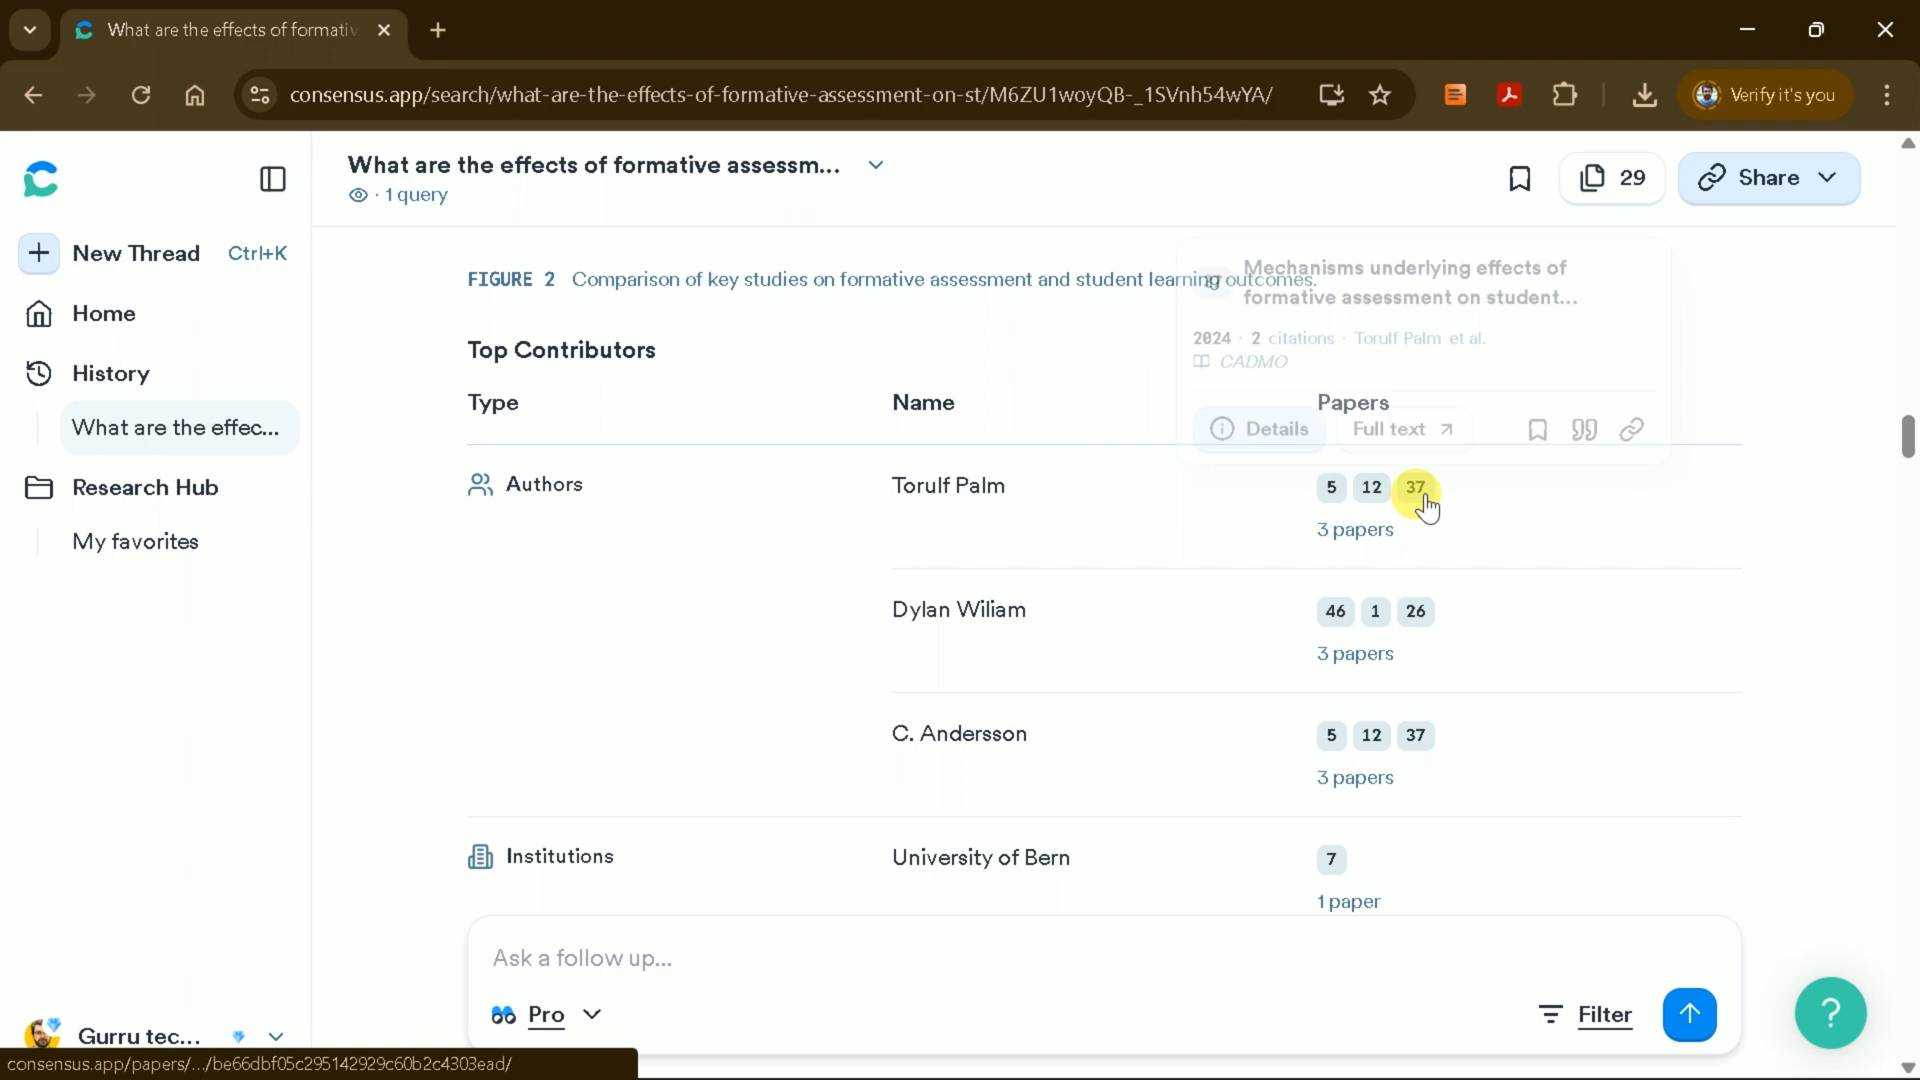 What are the effects of formativ
consensus.app/search/what-are-the-effects-of-formative-assessment-on-st/M6ZU1woyQB-_1SVnh54wYA/
Verify it's you
What are the effects of formative assessm...
· 1 query
29
Share
New Thread Ctrl+K
Home
History
What are the effec...
Research Hub
My favorites
Gurru tec...
FIGURE 2 Comparison of key studies on formative assessment and student learning outcomes.
37
Mechanisms underlying effects of
formative assessment on student...
2024 · 2 citations · Torulf Palm et al.
CADMO
Details
Full text
Top Contributors
Type Name Papers
Authors Torulf Palm 5 12 37
3 papers
Dylan Wiliam 46 1 26
3 papers
C. Andersson 5 12 37
3 papers
Institutions University of Bern 7
1 paper
Ask a follow up...
Pro
Filter
?
consensus.app/papers/.../be66dbf05c295142929c60b2c4303ead/